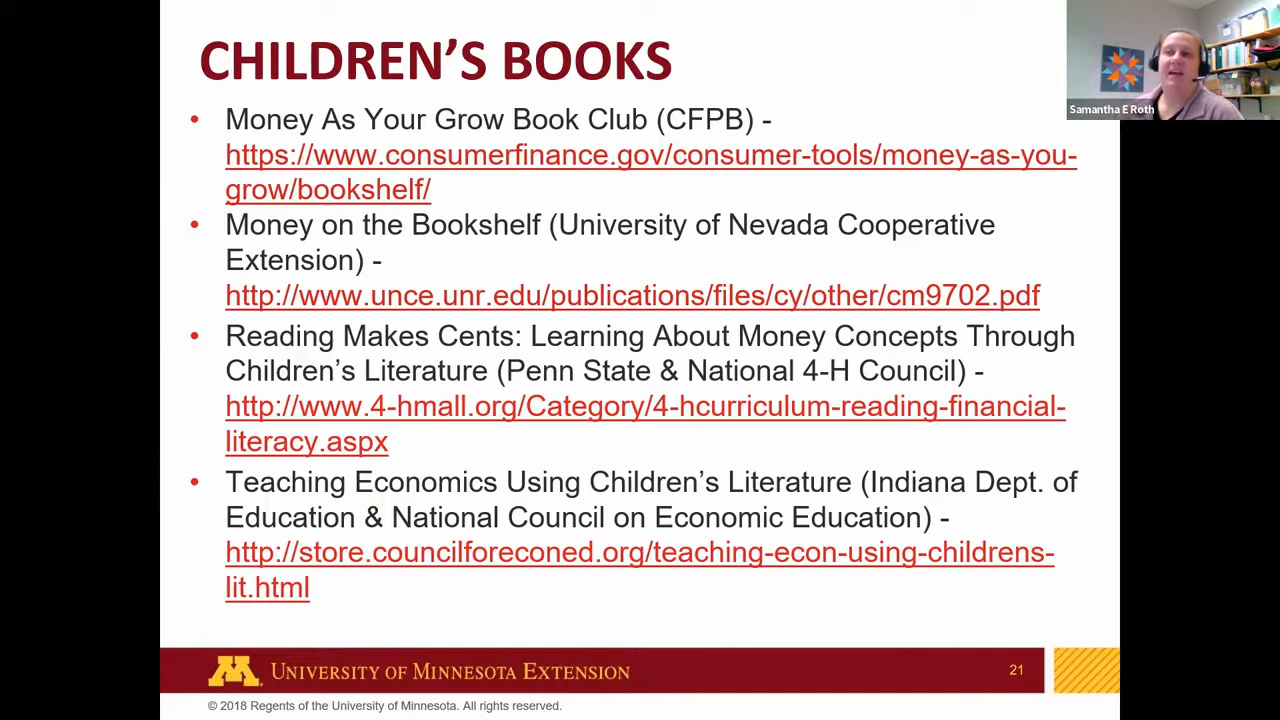 CHILDREN'S BOOKS
Samantha E Roth
• Money As Your Grow Book Club (CFPB) -
https://www.consumerfinance.gov/consumer-tools/money-as-you-
grow/bookshelf/
• Money on the Bookshelf (University of Nevada Cooperative
Extension) -
http://www.unce.unr.edu/publications/files/cy/other/cm9702.pdf
• Reading Makes Cents: Learning About Money Concepts Through
Children's Literature (Penn State & National 4-H Council) -
http://www.4-hmall.org/Category/4-hcurriculum-reading-financial-
literacy.aspx
• Teaching Economics Using Children's Literature (Indiana Dept. of
Education & National Council on Economic Education) -
http://store.councilforeconed.org/teaching-econ-using-childrens-
lit.html
M UNIVERSITY OF MINNESOTA EXTENSION
21
© 2018 Regents of the University of Minnesota. All rights reserved.